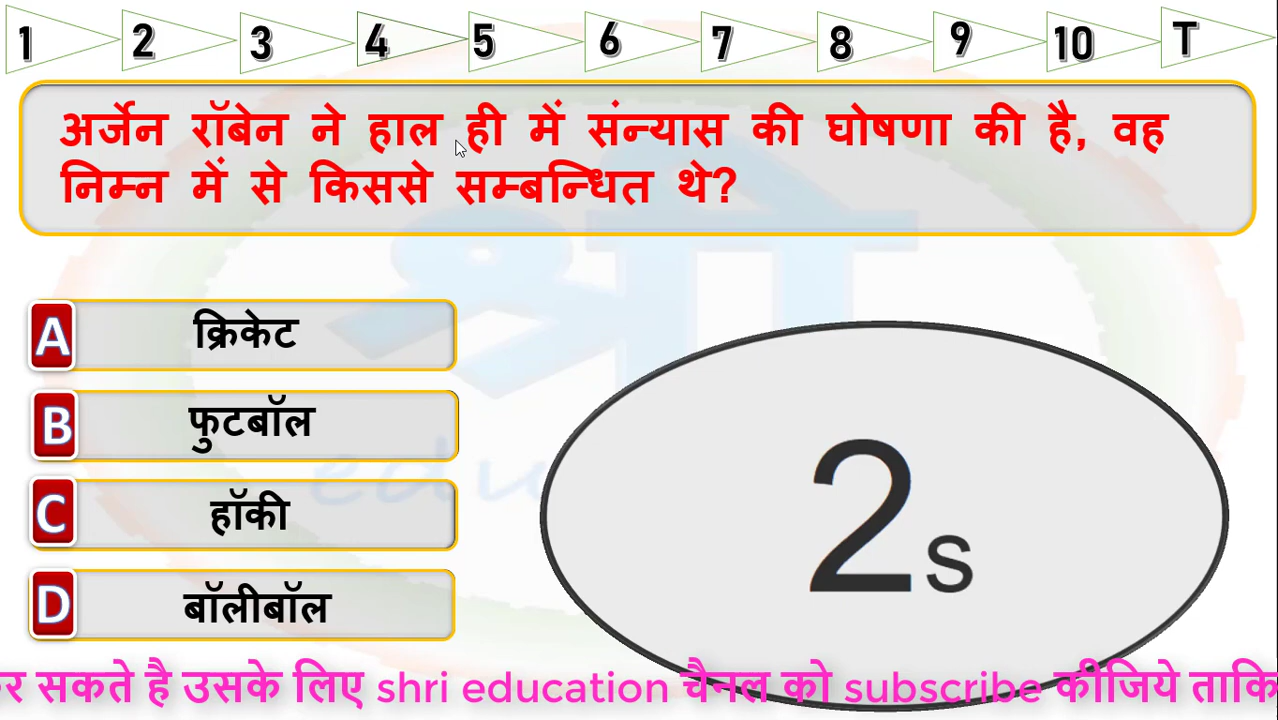 1 2 3 4 5 6 7 8 9 10 T
अर्जेन रॉबेन ने हाल ही में संन्यास की घोषणा की है, वह
निम्न में से किससे सम्बन्धित थे?
A क्रिकेट
B फुटबॉल
C हॉकी
D बॉलीबॉल
2s
सकते है उसके लिए shri education चैनल को subscribe कीजिये ताकि